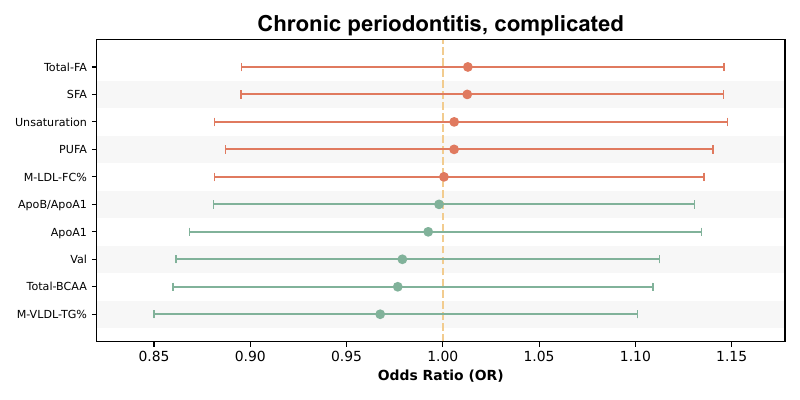 Chronic periodontitis, complicated
Total-FA
SFA
Unsaturation
PUFA
M-LDL-FC%
ApoB/ApoA1
ApoA1
Val
Total-BCAA
M-VLDL-TG%
0.85 0.90 0.95 1.00 1.05 1.10 1.15
Odds Ratio (OR)